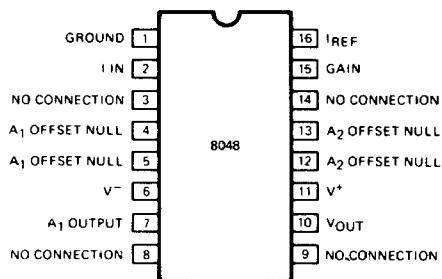 GROUND 1
I IN 2
NO CONNECTION 3
A1 OFFSET NULL 4
A1 OFFSET NULL 5
V− 6
A1 OUTPUT 7
NO CONNECTION 8
8048
16 IREF
15 GAIN
14 NO CONNECTION
13 A2 OFFSET NULL
12 A2 OFFSET NULL
11 V+
10 VOUT
9 NO CONNECTION